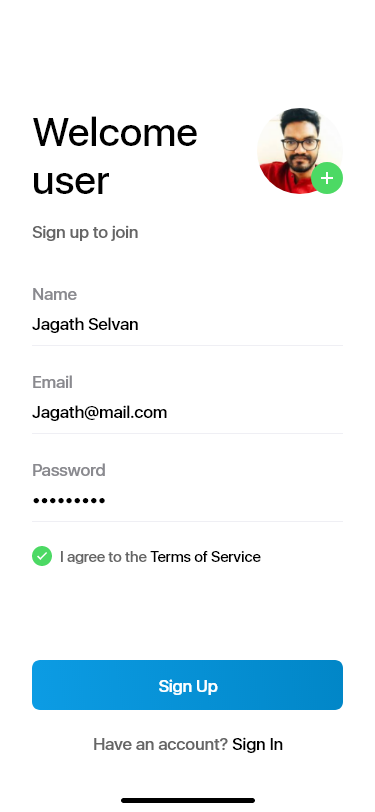 Welcome
user
Sign up to join
Name
Jagath Selvan
Email
Jagath@mail.com
Password
•••••••••
I agree to the Terms of Service
Sign Up
Have an account? Sign In